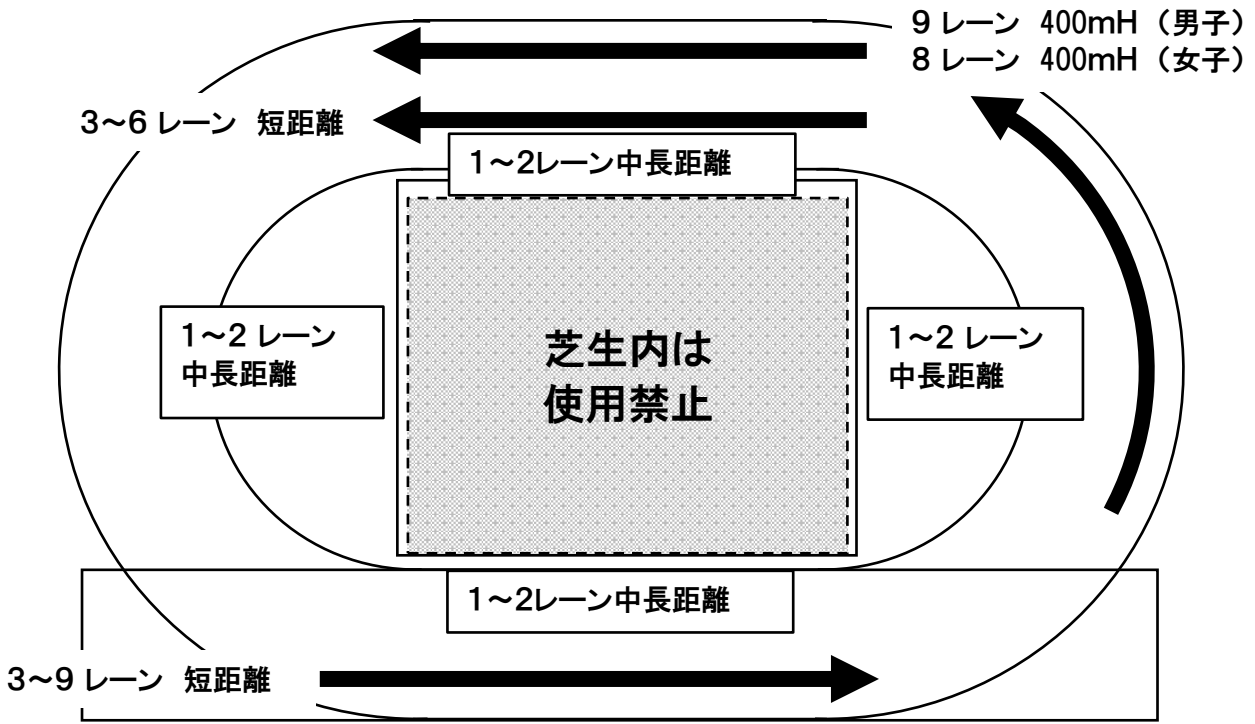 9レーン 400mH (男子)
8レーン 400mH (女子)
3～6レーン 短距離
1～2レーン中長距離
1～2レーン
中長距離
芝生内は
使用禁止
1～2レーン
中長距離
1～2レーン中長距離
3～9レーン 短距離